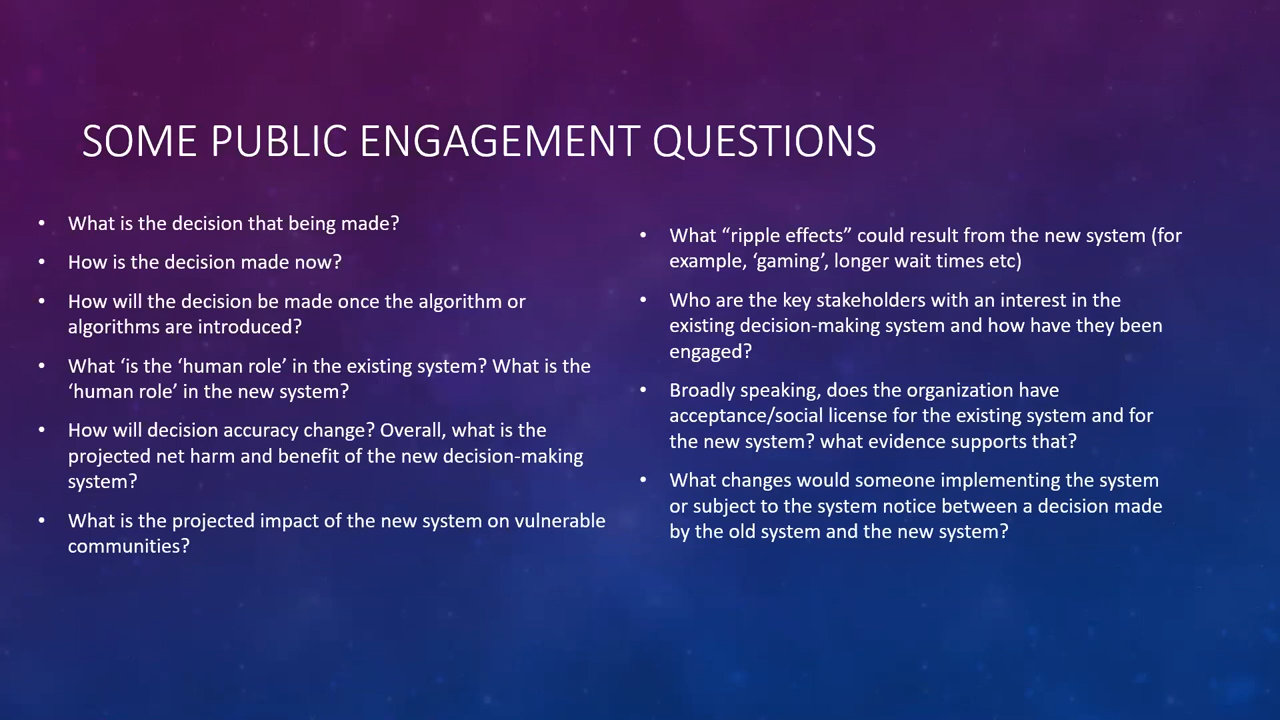 SOME PUBLIC ENGAGEMENT QUESTIONS
• What is the decision that being made?
• How is the decision made now?
• How will the decision be made once the algorithm or
algorithms are introduced?
• What ‘is the ‘human role’ in the existing system? What is the
‘human role’ in the new system?
• How will decision accuracy change? Overall, what is the
projected net harm and benefit of the new decision-making
system?
• What is the projected impact of the new system on vulnerable
communities?
• What “ripple effects” could result from the new system (for
example, ‘gaming’, longer wait times etc)
• Who are the key stakeholders with an interest in the
existing decision-making system and how have they been
engaged?
• Broadly speaking, does the organization have
acceptance/social license for the existing system and for
the new system? what evidence supports that?
• What changes would someone implementing the system
or subject to the system notice between a decision made
by the old system and the new system?